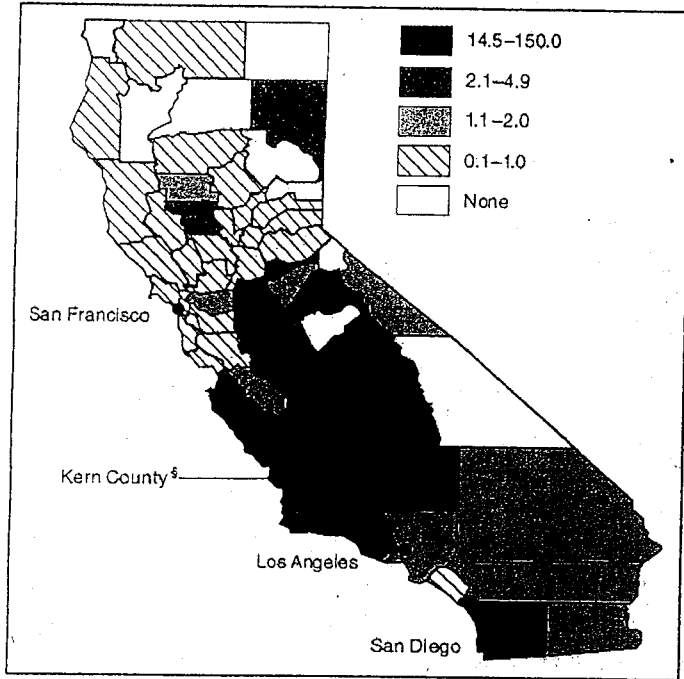 14.5–150.0
2.1–4.9
1.1–2.0
0.1–1.0
None
San Francisco
Kern County§
Los Angeles
San Diego